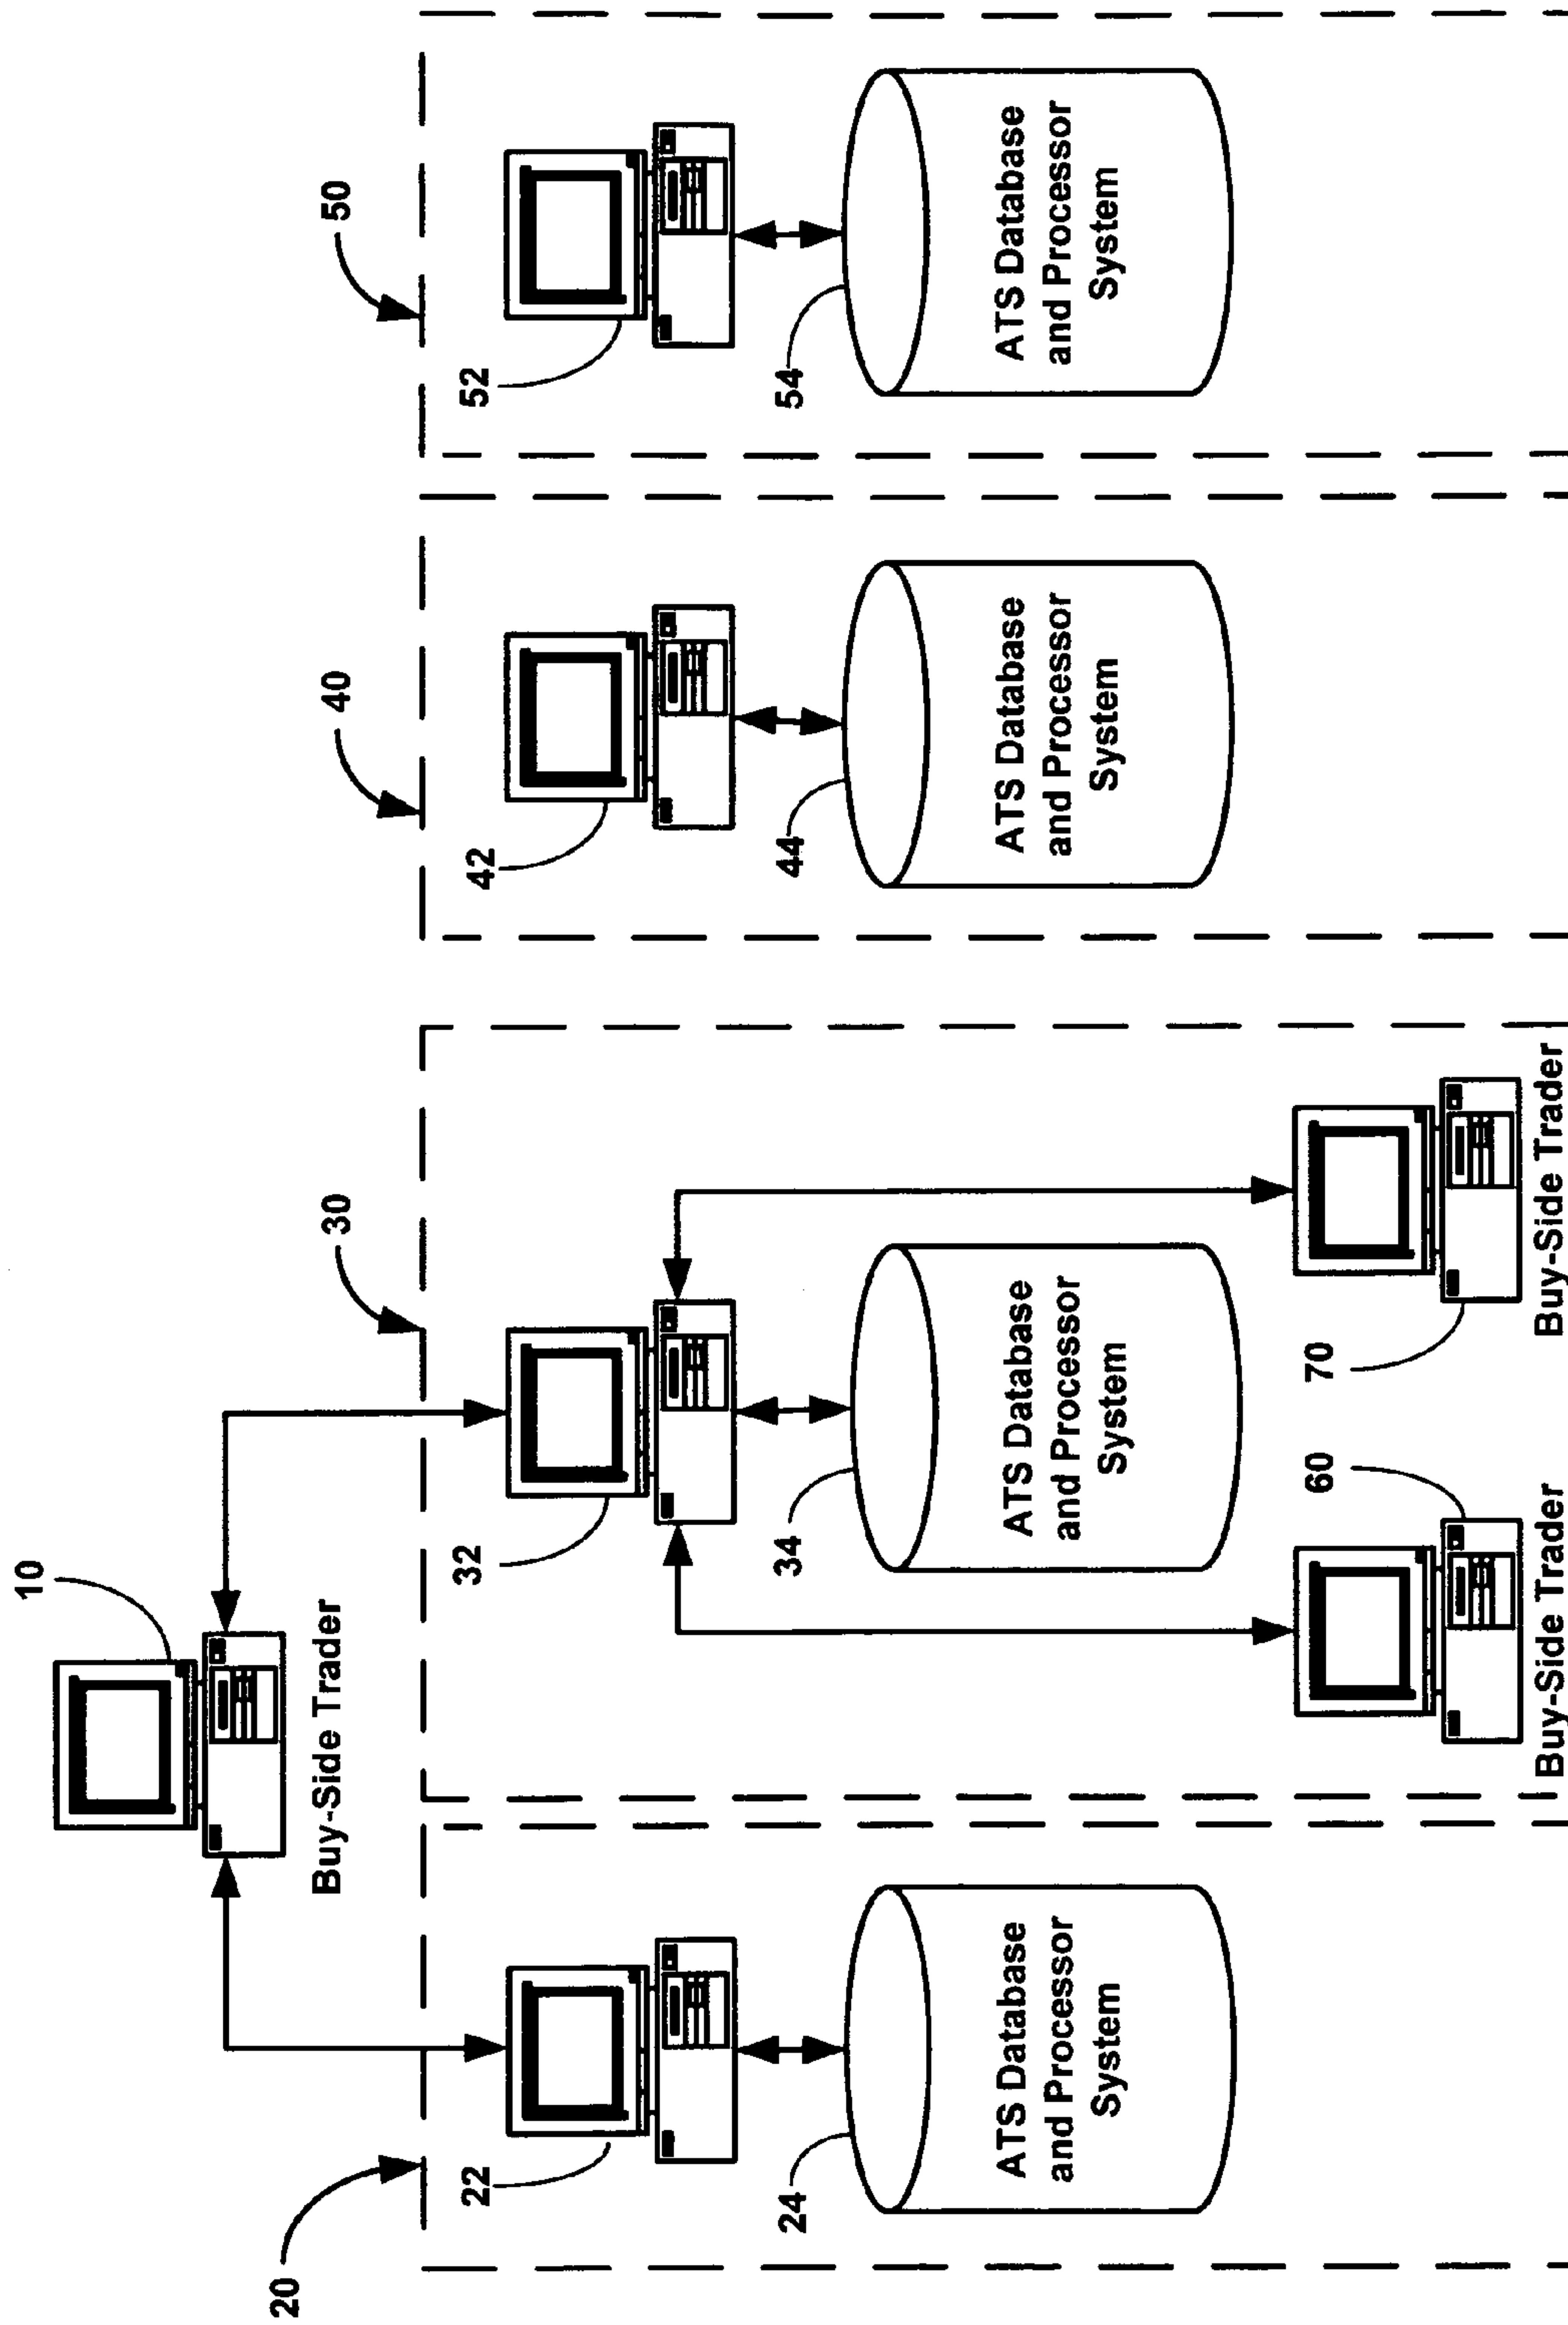 10
Buy-Side Trader
20
30
40
50
22
32
42
52
24
34
44
54
ATS Database
and Processor
System
ATS Database
and Processor
System
ATS Database
and Processor
System
ATS Database
and Processor
System
60
70
Buy-Side Trader
Buy-Side Trader